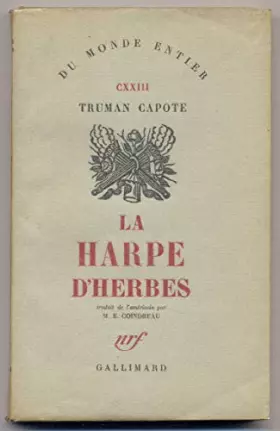 DU MONDE ENTIER
CXXIII
TRUMAN CAPOTE
LA
HARPE
D'HERBES
traduit de l'américain par
M. E. COINDREAU
nrf
GALLIMARD